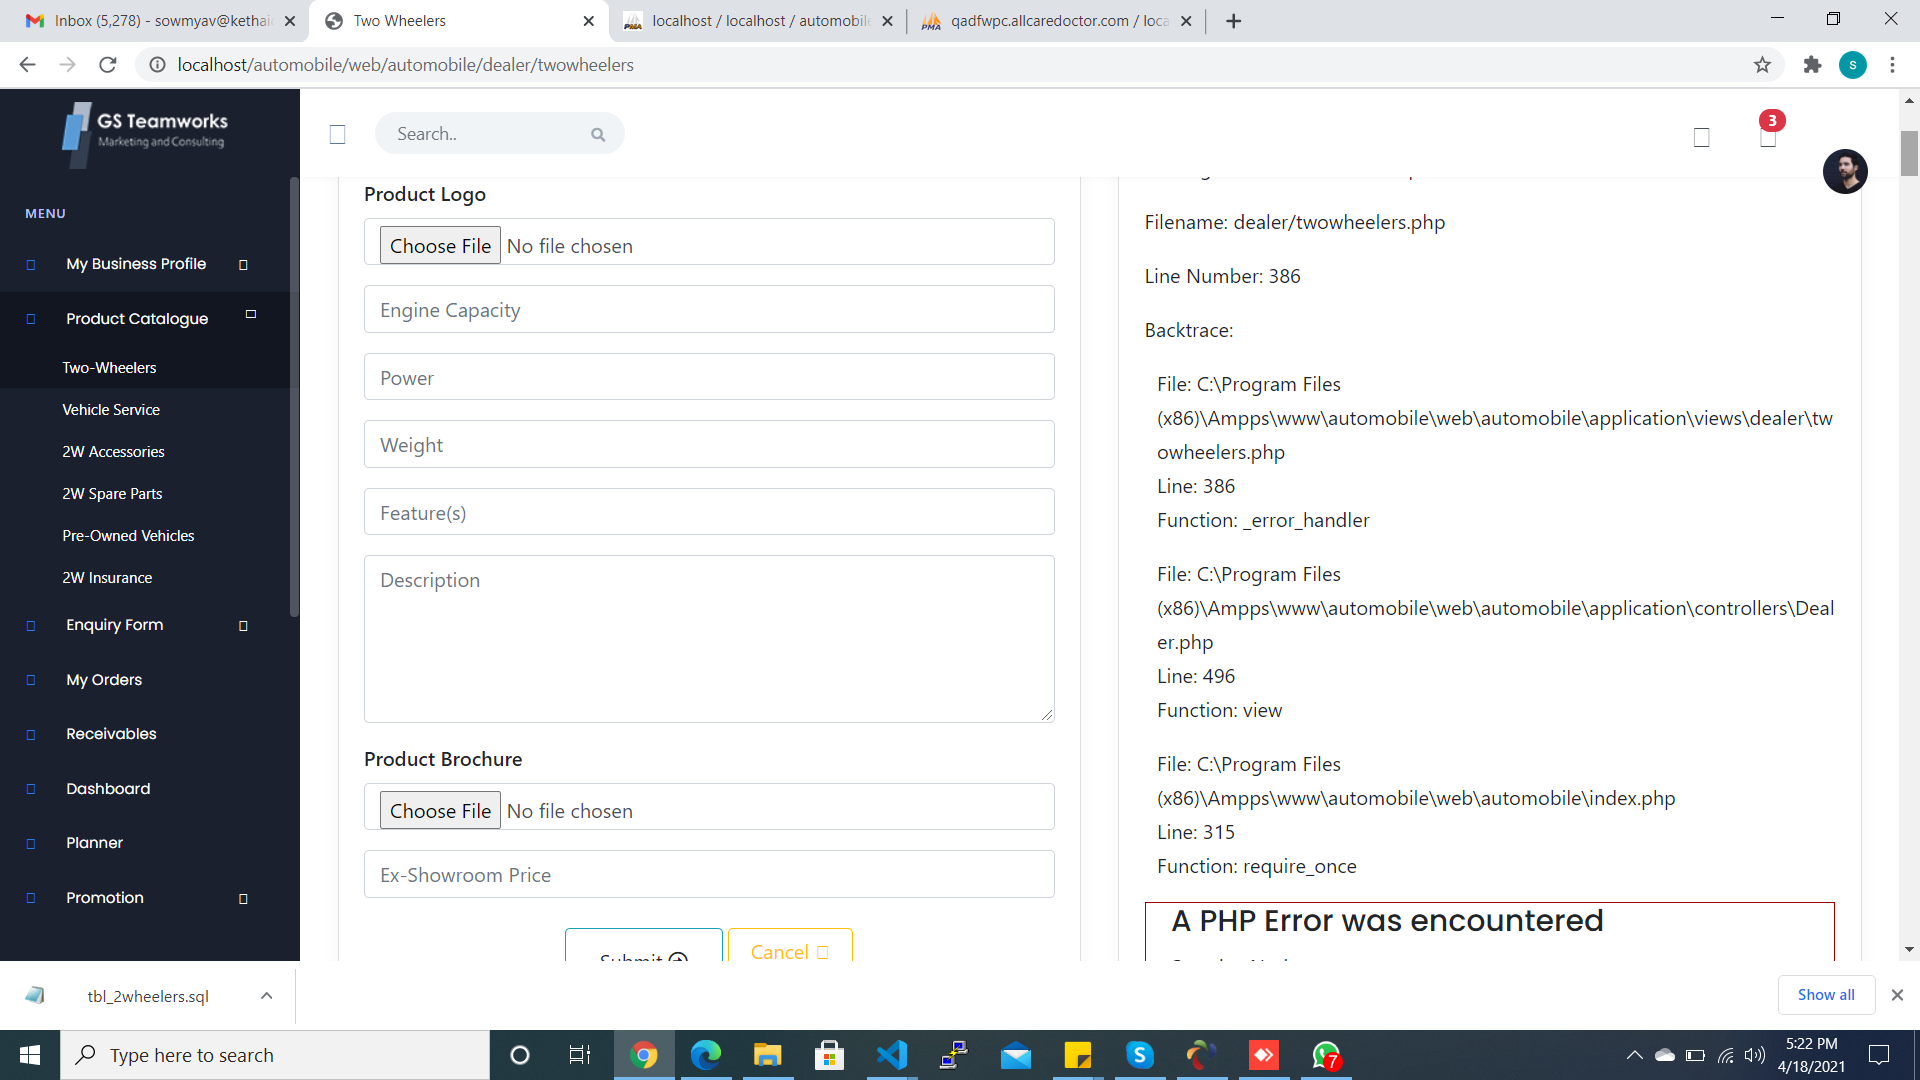 Inbox (5,278) - sowmyav@kethai
Two Wheelers
localhost / localhost / automobile
qadfwpc.allcaredoctor.com / loca
localhost/automobile/web/automobile/dealer/twowheelers
s
GS Teamworks
Marketing and Consulting
Search..
3
MENU
My Business Profile
Product Catalogue
Two-Wheelers
Vehicle Service
2W Accessories
2W Spare Parts
Pre-Owned Vehicles
2W Insurance
Enquiry Form
My Orders
Receivables
Dashboard
Planner
Promotion
Product Logo
Choose File No file chosen
Engine Capacity
Power
Weight
Feature(s)
Description
Product Brochure
Choose File No file chosen
Ex-Showroom Price
Submit
Cancel
Filename: dealer/twowheelers.php
Line Number: 386
Backtrace:
File: C:\Program Files
(x86)\Ampps\www\automobile\web\automobile\application\views\dealer\tw
owheelers.php
Line: 386
Function: _error_handler
File: C:\Program Files
(x86)\Ampps\www\automobile\web\automobile\application\controllers\Deal
er.php
Line: 496
Function: view
File: C:\Program Files
(x86)\Ampps\www\automobile\web\automobile\index.php
Line: 315
Function: require_once
A PHP Error was encountered
tbl_2wheelers.sql
Show all
Type here to search
7
5:22 PM
4/18/2021